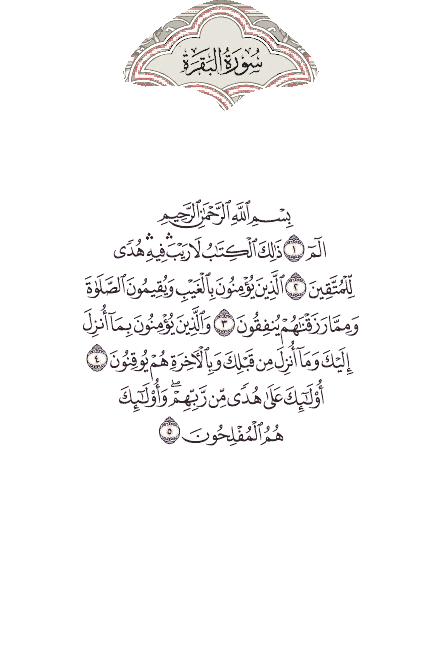 سُورَةُ البَقَرَةِ
بِسْمِ ٱللَّهِ ٱلرَّحْمَٰنِ ٱلرَّحِيمِ
الٓمٓ ١ ذَٰلِكَ ٱلْكِتَٰبُ لَا رَيْبَ ۛ فِيهِ ۛ هُدًى
لِّلْمُتَّقِينَ ٢ ٱلَّذِينَ يُؤْمِنُونَ بِٱلْغَيْبِ وَيُقِيمُونَ ٱلصَّلَوٰةَ
وَمِمَّا رَزَقْنَٰهُمْ يُنفِقُونَ ٣ وَٱلَّذِينَ يُؤْمِنُونَ بِمَآ أُنزِلَ
إِلَيْكَ وَمَآ أُنزِلَ مِن قَبْلِكَ وَبِٱلْءَاخِرَةِ هُمْ يُوقِنُونَ ٤
أُو۟لَٰٓئِكَ عَلَىٰ هُدًى مِّن رَّبِّهِمْ ۖ وَأُو۟لَٰٓئِكَ
هُمُ ٱلْمُفْلِحُونَ ٥